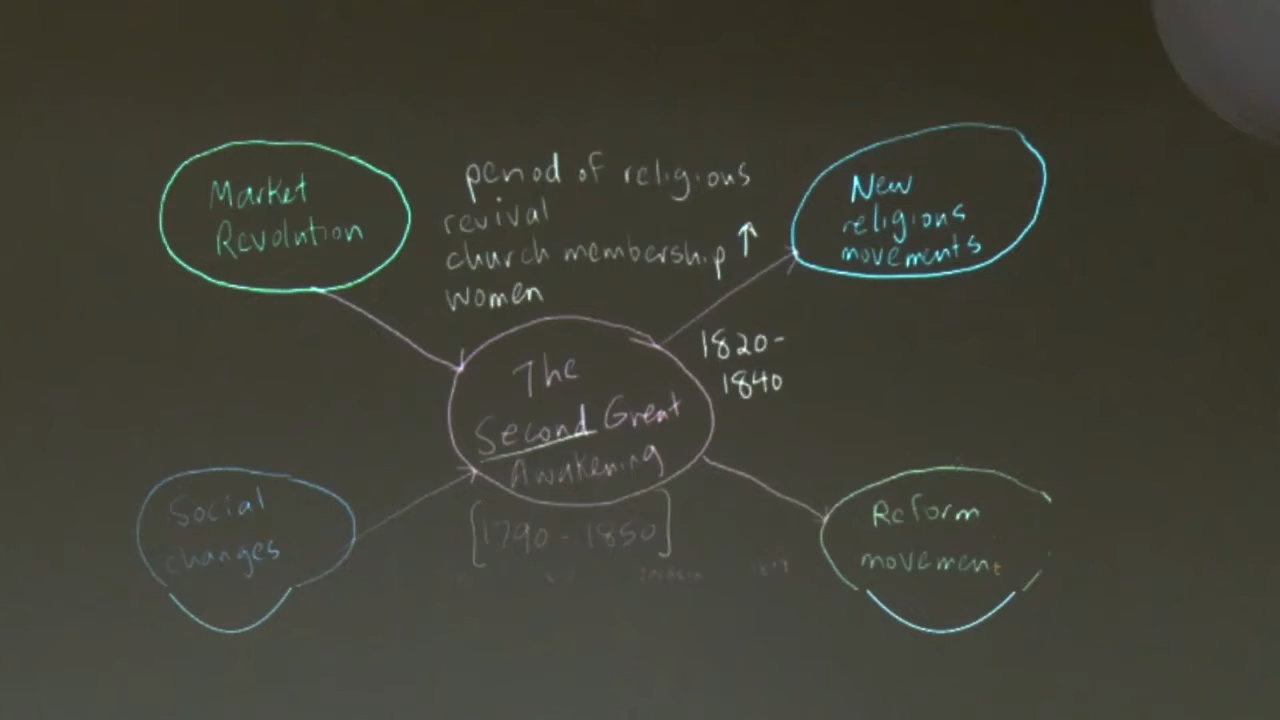 Market
Revolution
period of religious
revival
church membership ↑
women
New
religious
movements
1820-
1840
The
Second Great
Awakening
[1790-1850]
Social
changes
Reform
movement